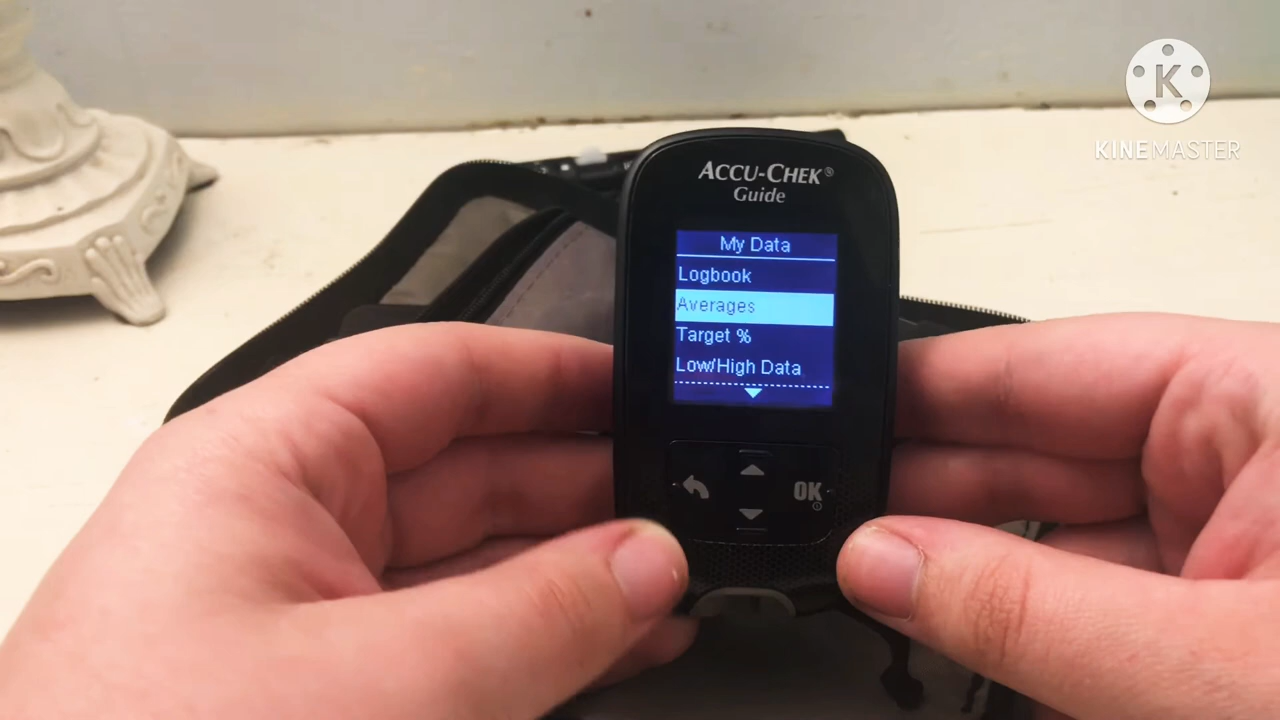 KINEMASTER
ACCU-CHEK®
Guide
My Data
Logbook
Averages
Target %
Low/High Data
OK